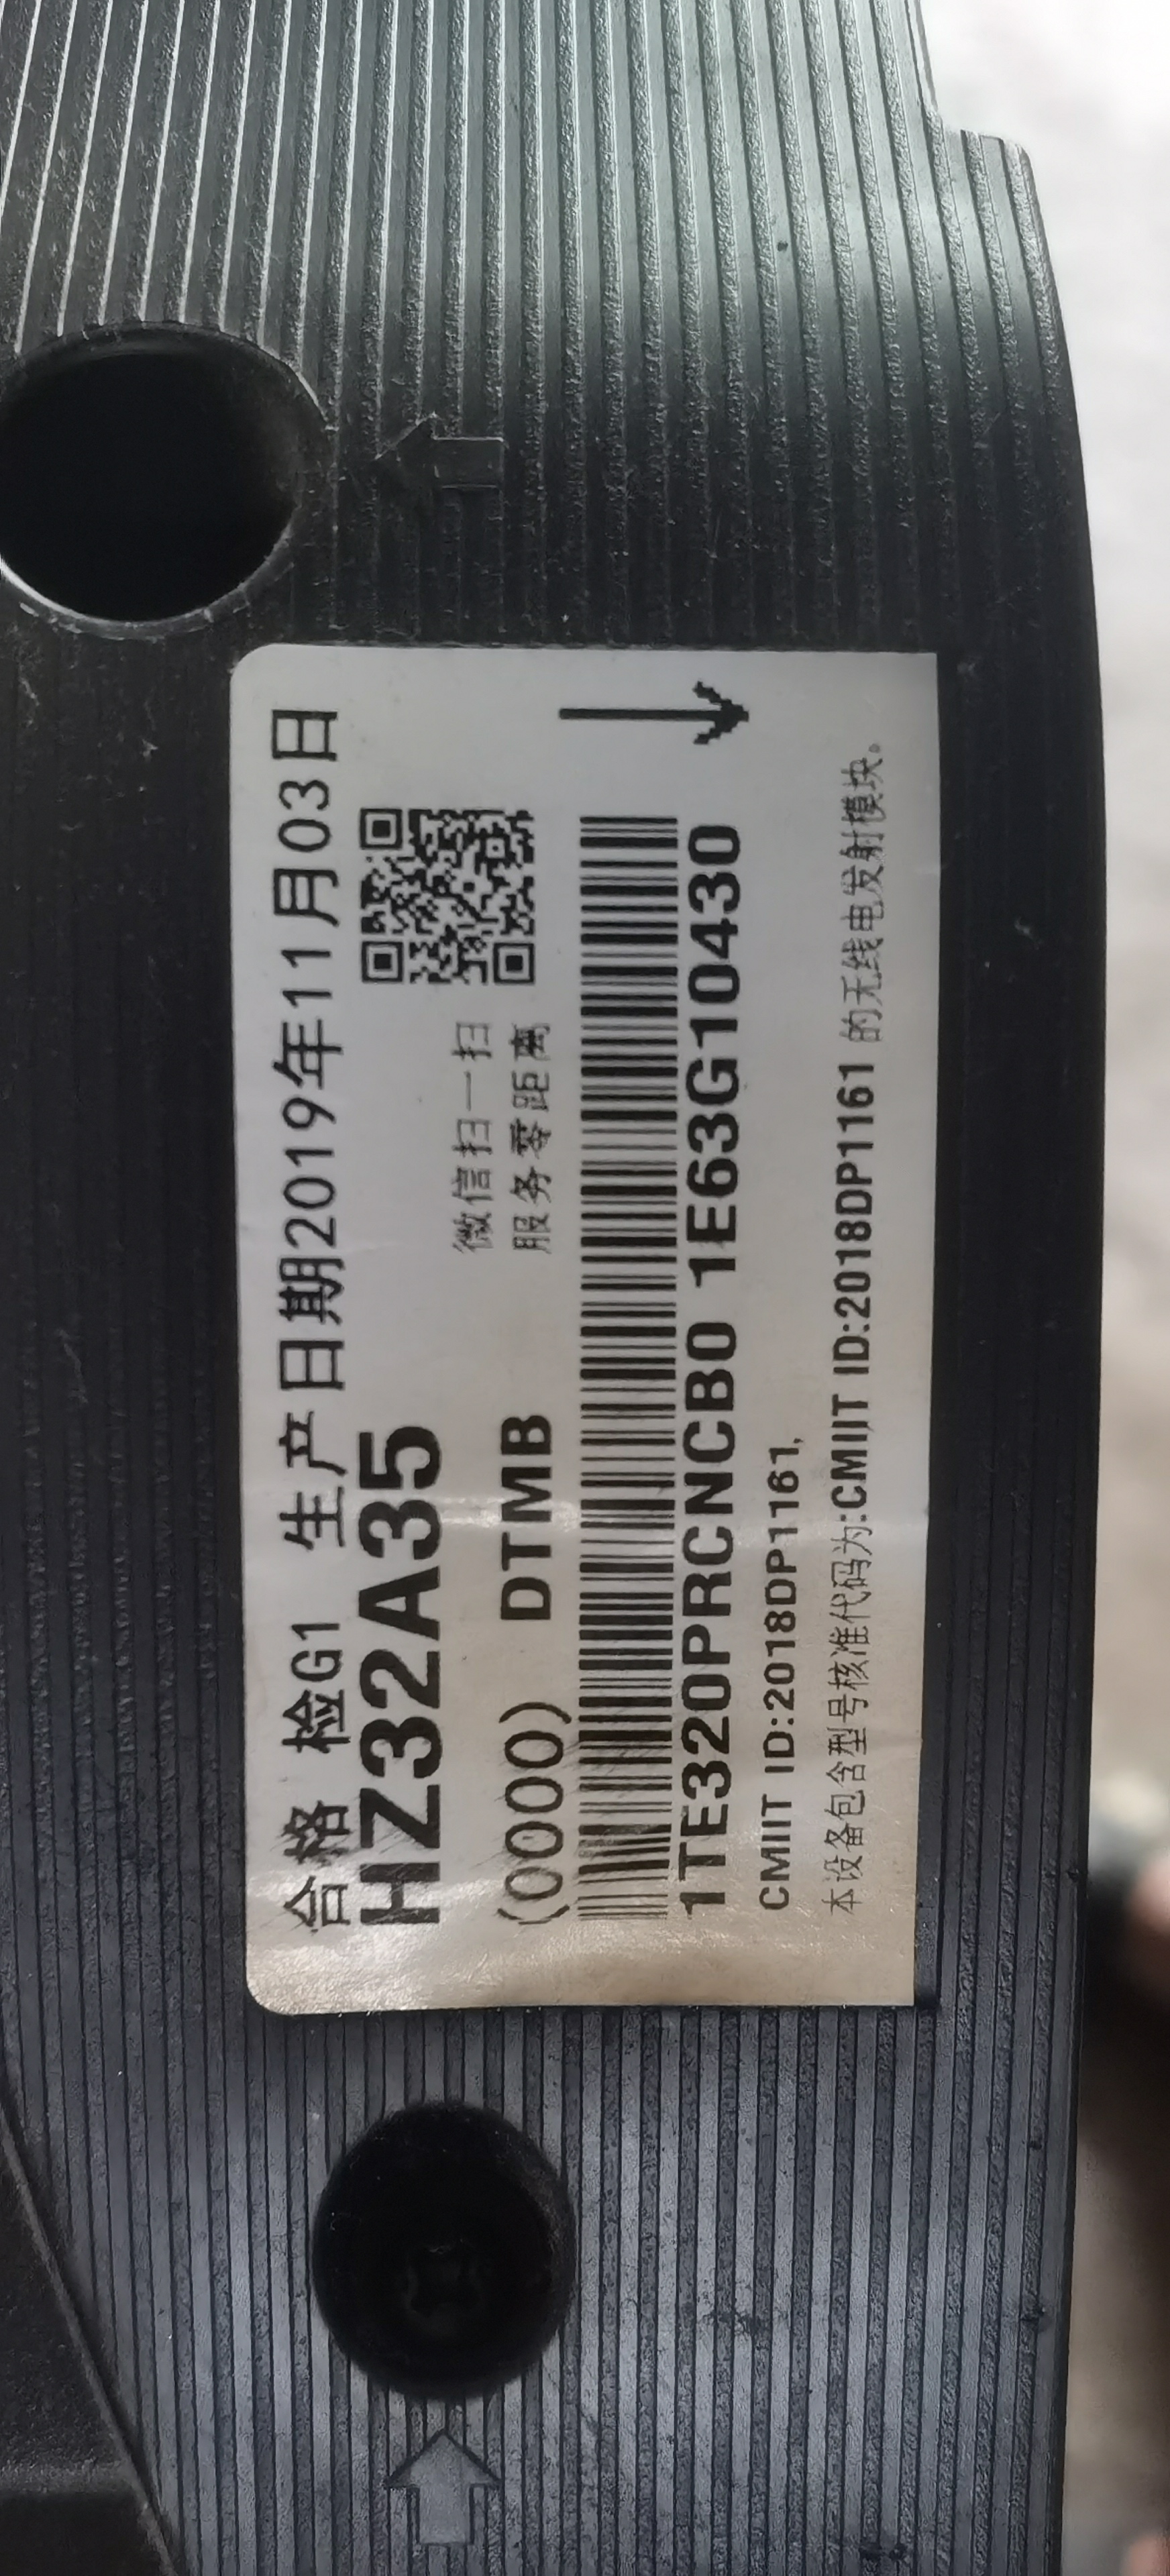 合格 检G1 生产日期2019年11月03日
HZ32A35
微信扫一扫
(0000) DTMB 服务零距离
1TE320PRCNCB0 1E63G10430
CMIIT ID:2018DP1161,
本设备包含型号核准代码为:CMIIT ID:2018DP1161 的无线电发射模块。